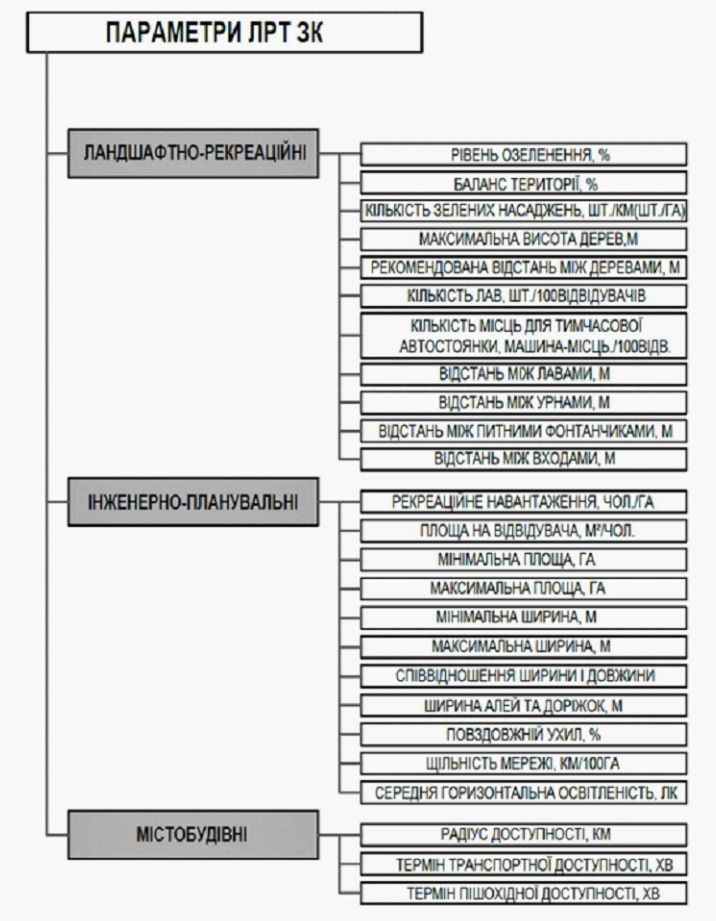 ПАРАМЕТРИ ЛРТ ЗК
ЛАНДШАФТНО-РЕКРЕАЦІЙНІ
РІВЕНЬ ОЗЕЛЕНЕННЯ, %
БАЛАНС ТЕРИТОРІЇ, %
КІЛЬКІСТЬ ЗЕЛЕНИХ НАСАДЖЕНЬ, ШТ./КМ(ШТ./ГА)
МАКСИМАЛЬНА ВИСОТА ДЕРЕВ,М
РЕКОМЕНДОВАНА ВІДСТАНЬ МІЖ ДЕРЕВАМИ, М
КІЛЬКІСТЬ ЛАВ, ШТ./100ВІДВІДУВАЧІВ
КІЛЬКІСТЬ МІСЦЬ ДЛЯ ТИМЧАСОВОЇ
АВТОСТОЯНКИ, МАШИНА-МІСЦЬ./100ВІДВ.
ВІДСТАНЬ МІЖ ЛАВАМИ, М
ВІДСТАНЬ МІЖ УРНАМИ, М
ВІДСТАНЬ МІЖ ПИТНИМИ ФОНТАНЧИКАМИ, М
ВІДСТАНЬ МІЖ ВХОДАМИ, М
ІНЖЕНЕРНО-ПЛАНУВАЛЬНІ
РЕКРЕАЦІЙНЕ НАВАНТАЖЕННЯ, ЧОЛ./ГА
ПЛОЩА НА ВІДВІДУВАЧА, М²/ЧОЛ.
МІНІМАЛЬНА ПЛОЩА, ГА
МАКСИМАЛЬНА ПЛОЩА, ГА
МІНІМАЛЬНА ШИРИНА, М
МАКСИМАЛЬНА ШИРИНА, М
СПІВВІДНОШЕННЯ ШИРИНИ І ДОВЖИНИ
ШИРИНА АЛЕЙ ТА ДОРІЖОК, М
ПОВЗДОВЖНІЙ УХИЛ, %
ЩІЛЬНІСТЬ МЕРЕЖІ, КМ/100ГА
СЕРЕДНЯ ГОРИЗОНТАЛЬНА ОСВІТЛЕНІСТЬ, ЛК
МІСТОБУДІВНІ
РАДІУС ДОСТУПНОСТІ, КМ
ТЕРМІН ТРАНСПОРТНОЇ ДОСТУПНОСТІ, ХВ
ТЕРМІН ПІШОХІДНОЇ ДОСТУПНОСТІ, ХВ